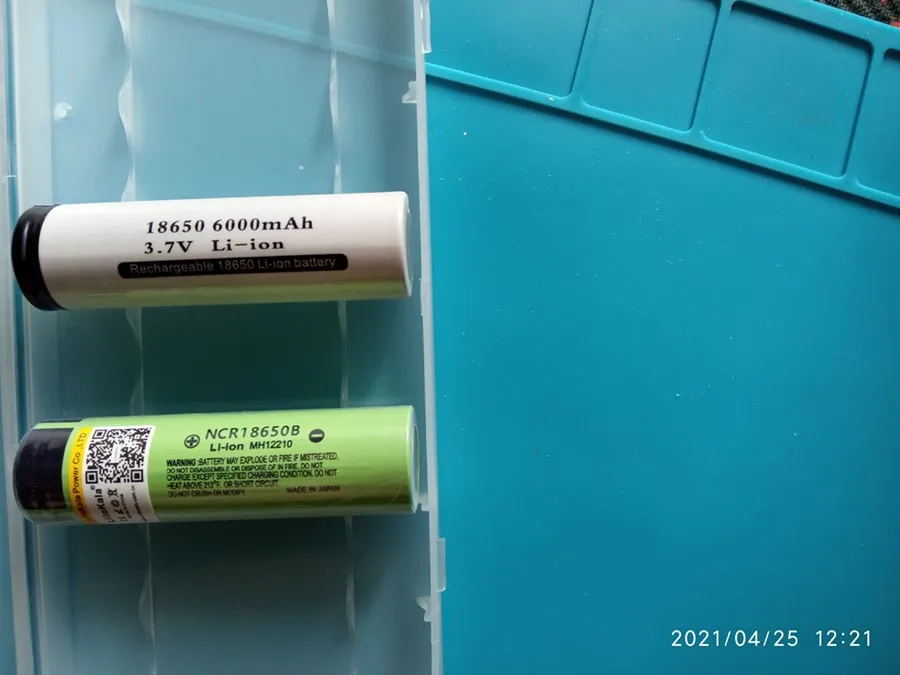 18650 6000mAh
3.7V Li-ion
Rechargeable 18650 Li-ion battery
NCR18650B
Li-ion MH12210
WARNING :BATTERY MAY EXPLODE OR FIRE IF MISTREATED.
DO NOT DISASSEMBLE OR DISPOSE OF IN FIRE. DO NOT
CHARGE EXCEPT SPECIFIED CHARGING CONDITION. DO NOT
HEAT ABOVE 212°F. OR SHORT CIRCUIT.
DO NOT CRUSH OR MODIFY. MADE IN JAPAN
Power Co.,LTD
LiitoKala
2021/04/25 12:21